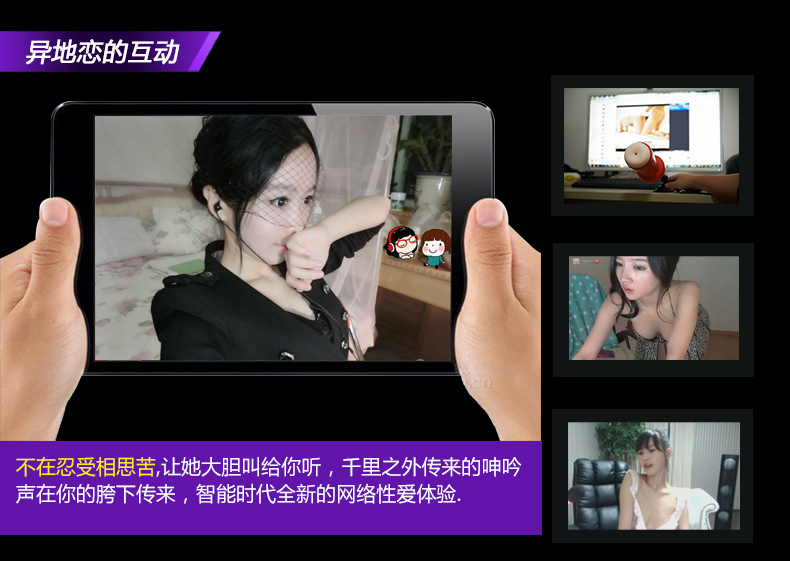 异地恋的互动
不在忍受相思苦,让她大胆叫给你听，千里之外传来的呻吟
声在你的胯下传来，智能时代全新的网络性爱体验.